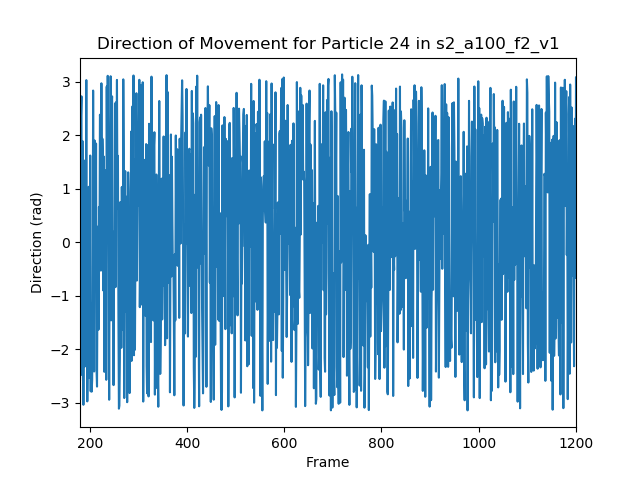 Direction of Movement for Particle 24 in s2_a100_f2_v1
Direction (rad)
3
2
1
0
−1
−2
−3
200 400 600 800 1000 1200
Frame